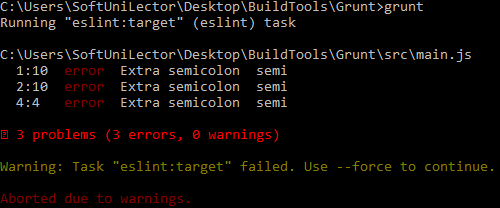 C:\Users\SoftUniLector\Desktop\BuildTools\Grunt>grunt
Running "eslint:target" (eslint) task
C:\Users\SoftUniLector\Desktop\BuildTools\Grunt\src\main.js
1:10 error Extra semicolon semi
2:10 error Extra semicolon semi
4:4 error Extra semicolon semi
3 problems (3 errors, 0 warnings)
Warning: Task "eslint:target" failed. Use --force to continue.
Aborted due to warnings.